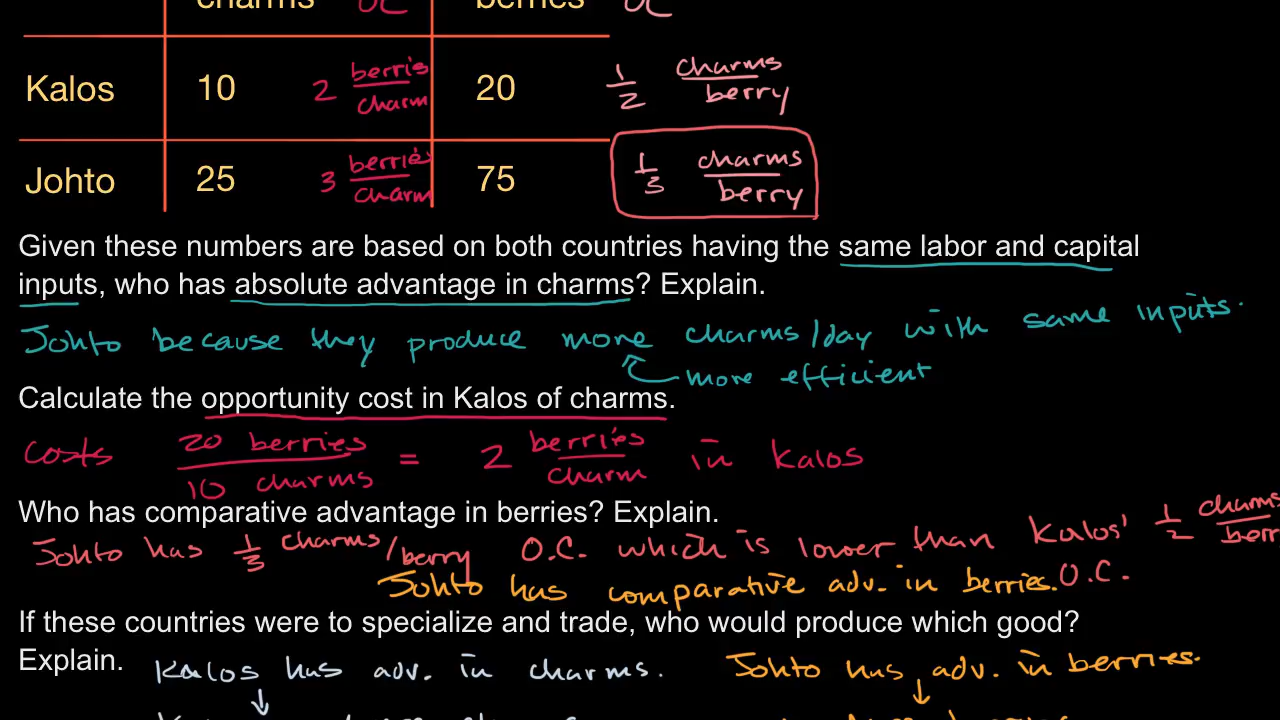 charms OC berries OC
Kalos 10 2 berries/charm 20 1/2 charms/berry
Johto 25 3 berries/charm 75 1/3 charms/berry
Given these numbers are based on both countries having the same labor and capital
inputs, who has absolute advantage in charms? Explain.
Johto because they produce more charms/day with same inputs.
more efficient
Calculate the opportunity cost in Kalos of charms.
costs 20 berries/10 charms = 2 berries/charm in Kalos
Who has comparative advantage in berries? Explain.
Johto has 1/3 charms/berry O.C. which is lower than Kalos' 1/2 charms/berr
O.C.
Johto has comparative adv. in berries.
If these countries were to specialize and trade, who would produce which good?
Explain.
Kalos has adv. in charms. Johto has adv. in berries.